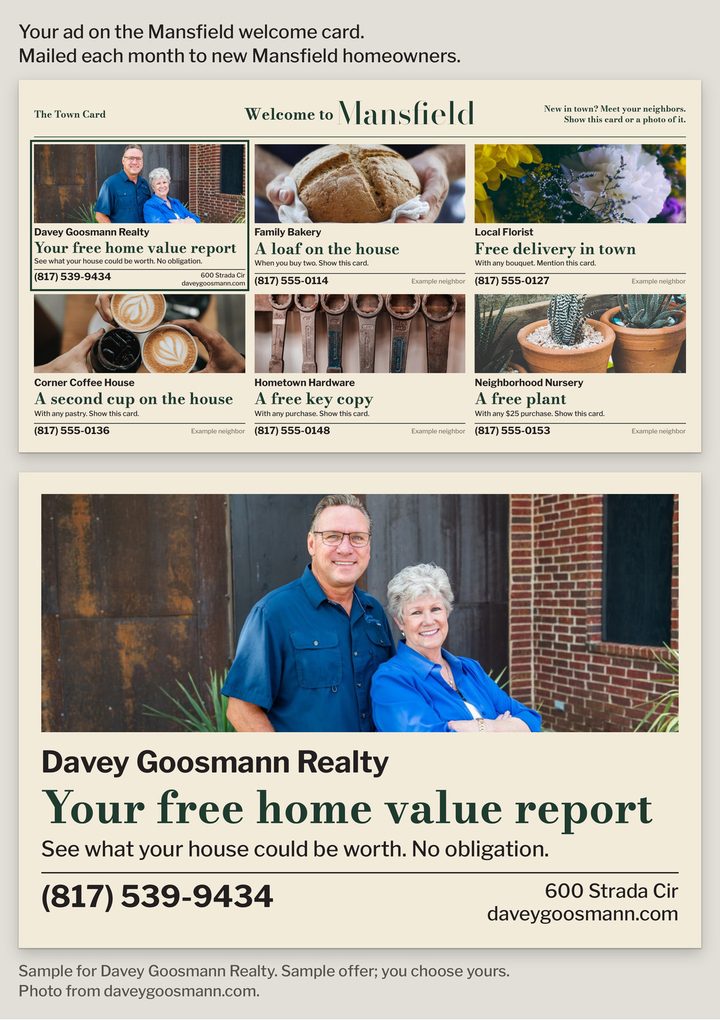 Your ad on the Mansfield welcome card.
Mailed each month to new Mansfield homeowners.
The Town Card
Welcome to Mansfield
New in town? Meet your neighbors.
Show this card or a photo of it.
Davey Goosmann Realty
Your free home value report
See what your house could be worth. No obligation.
(817) 539-9434
600 Strada Cir
daveygoosmann.com
Family Bakery
A loaf on the house
When you buy two. Show this card.
(817) 555-0114
Example neighbor
Local Florist
Free delivery in town
With any bouquet. Mention this card.
(817) 555-0127
Example neighbor
Corner Coffee House
A second cup on the house
With any pastry. Show this card.
(817) 555-0136
Example neighbor
Hometown Hardware
A free key copy
With any purchase. Show this card.
(817) 555-0148
Example neighbor
Neighborhood Nursery
A free plant
With any $25 purchase. Show this card.
(817) 555-0153
Example neighbor
Davey Goosmann Realty
Your free home value report
See what your house could be worth. No obligation.
(817) 539-9434
600 Strada Cir
daveygoosmann.com
Sample for Davey Goosmann Realty. Sample offer; you choose yours.
Photo from daveygoosmann.com.